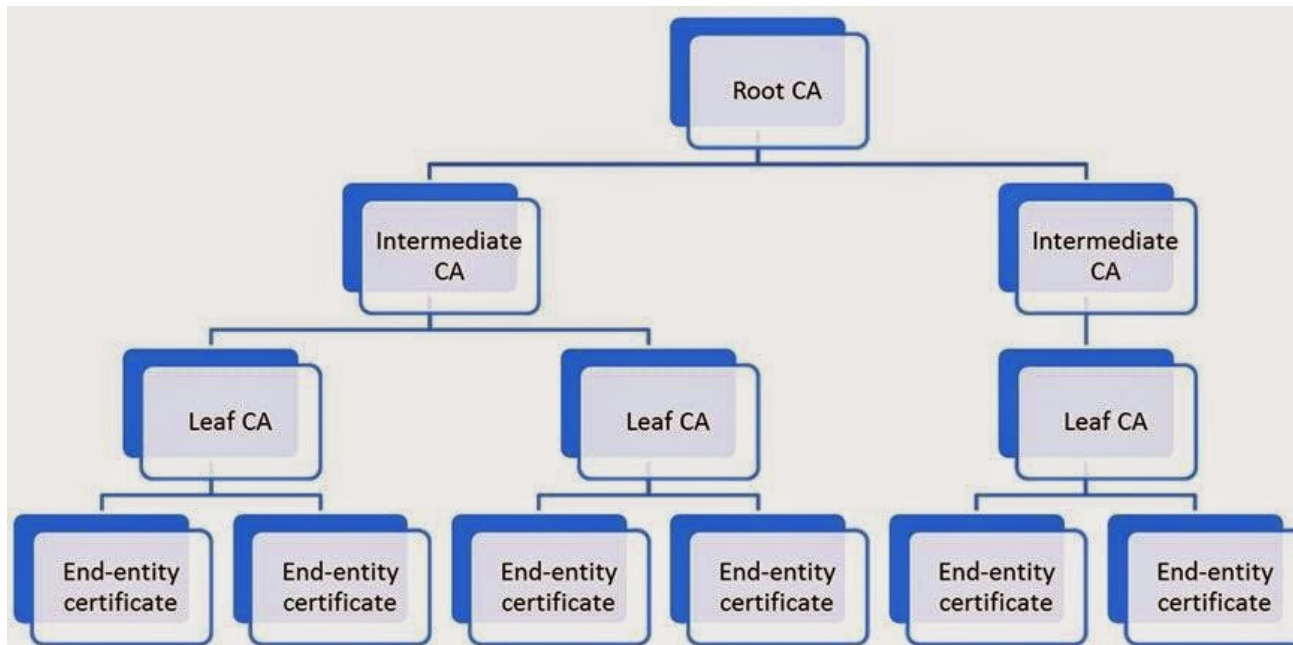 Root CA
Intermediate
CA
Intermediate
CA
Leaf CA
Leaf CA
Leaf CA
End-entity
certificate
End-entity
certificate
End-entity
certificate
End-entity
certificate
End-entity
certificate
End-entity
certificate